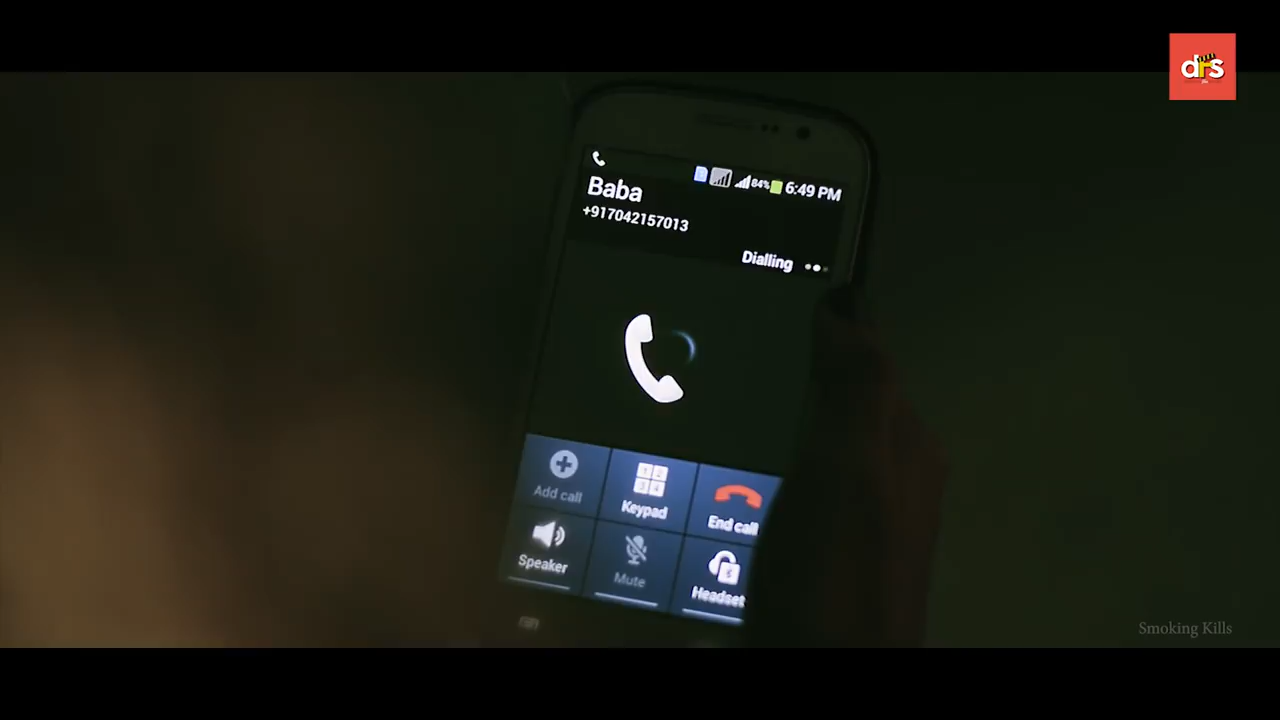 drs
84% 6:49 PM
Baba
+917042157013
Dialling
Add call
Keypad
End call
Speaker
Mute
Headset
Smoking Kills